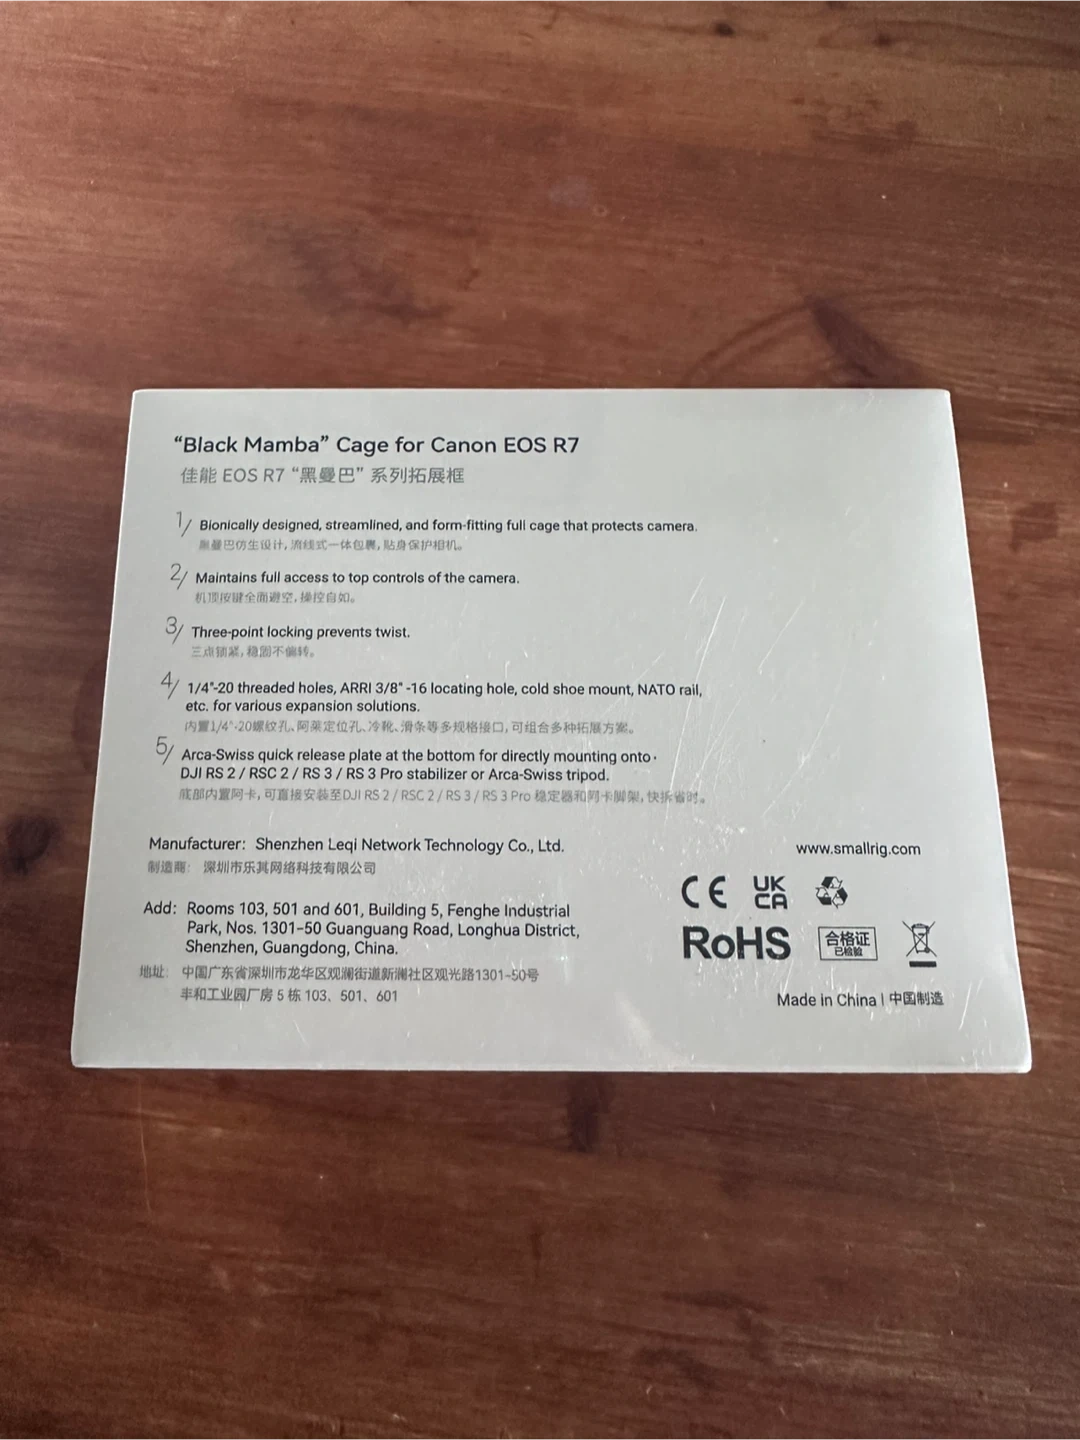 “Black Mamba” Cage for Canon EOS R7
佳能 EOS R7 “黑曼巴” 系列拓展框
1/ Bionically designed, streamlined, and form-fitting full cage that protects camera.
黑曼巴仿生设计, 流线式一体包裹, 贴身保护相机。
2/ Maintains full access to top controls of the camera.
机顶按键全面避空, 操控自如。
3/ Three-point locking prevents twist.
三点锁紧, 稳固不偏转。
4/ 1/4"-20 threaded holes, ARRI 3/8" -16 locating hole, cold shoe mount, NATO rail,
etc. for various expansion solutions.
内置1/4"-20螺纹孔、阿莱定位孔、冷靴、滑条等多规格接口, 可组合多种拓展方案。
5/ Arca-Swiss quick release plate at the bottom for directly mounting onto
DJI RS 2 / RSC 2 / RS 3 / RS 3 Pro stabilizer or Arca-Swiss tripod.
底部内置阿卡, 可直接安装至DJI RS 2 / RSC 2 / RS 3 / RS 3 Pro 稳定器和阿卡脚架, 快拆省时。
Manufacturer: Shenzhen Leqi Network Technology Co., Ltd.
制造商: 深圳市乐其网络科技有限公司
Add: Rooms 103, 501 and 601, Building 5, Fenghe Industrial
Park, Nos. 1301-50 Guanguang Road, Longhua District,
Shenzhen, Guangdong, China.
地址: 中国广东省深圳市龙华区观澜街道新澜社区观光路1301-50号
丰和工业园厂房 5 栋 103、501、601
www.smallrig.com
CE UK
CA
RoHS 合格证
已检验
Made in China | 中国制造